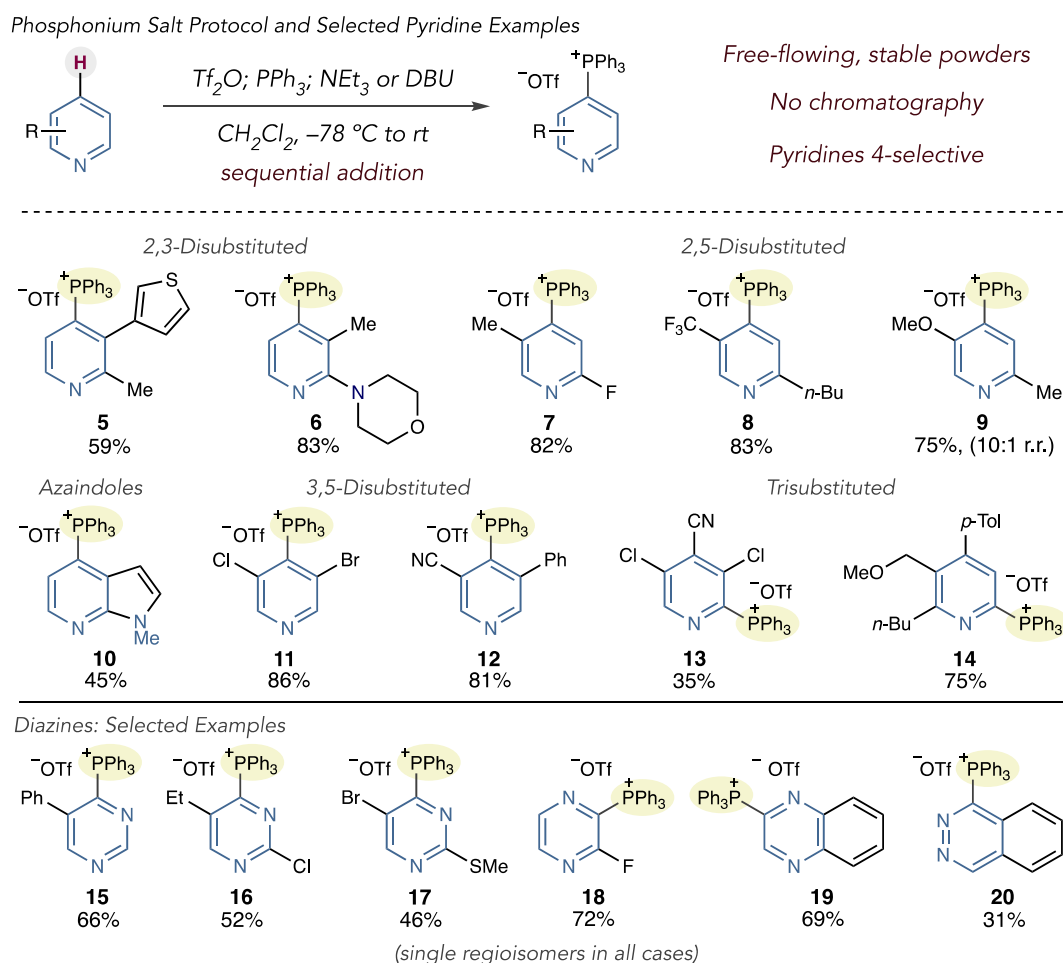 Phosphonium Salt Protocol and Selected Pyridine Examples
H
R
N
Tf2O; PPh3; NEt3 or DBU
CH2Cl2, –78 ºC to rt
sequential addition
+
PPh3
−OTf
R
N
Free-flowing, stable powders
No chromatography
Pyridines 4-selective
2,3-Disubstituted
2,5-Disubstituted
−OTf +PPh3 S N Me
5
59%
−OTf +PPh3 Me N N O
6
83%
−OTf +PPh3 Me N F
7
82%
−OTf +PPh3 F3C N n-Bu
8
83%
−OTf +PPh3 MeO N Me
9
75%, (10:1 r.r.)
Azaindoles
3,5-Disubstituted
Trisubstituted
−OTf +PPh3 N N Me
10
45%
−OTf +PPh3 Cl Br N
11
86%
−OTf +PPh3 NC Ph N
12
81%
CN Cl Cl −OTf N +PPh3
13
35%
p-Tol MeO −OTf n-Bu N +PPh3
14
75%
Diazines: Selected Examples
−OTf +PPh3 Ph N N
15
66%
−OTf +PPh3 Et N N Cl
16
52%
−OTf +PPh3 Br N N SMe
17
46%
−OTf N +PPh3 N F
18
72%
+ −OTf Ph3P N N
19
69%
−OTf +PPh3 N N
20
31%
(single regioisomers in all cases)